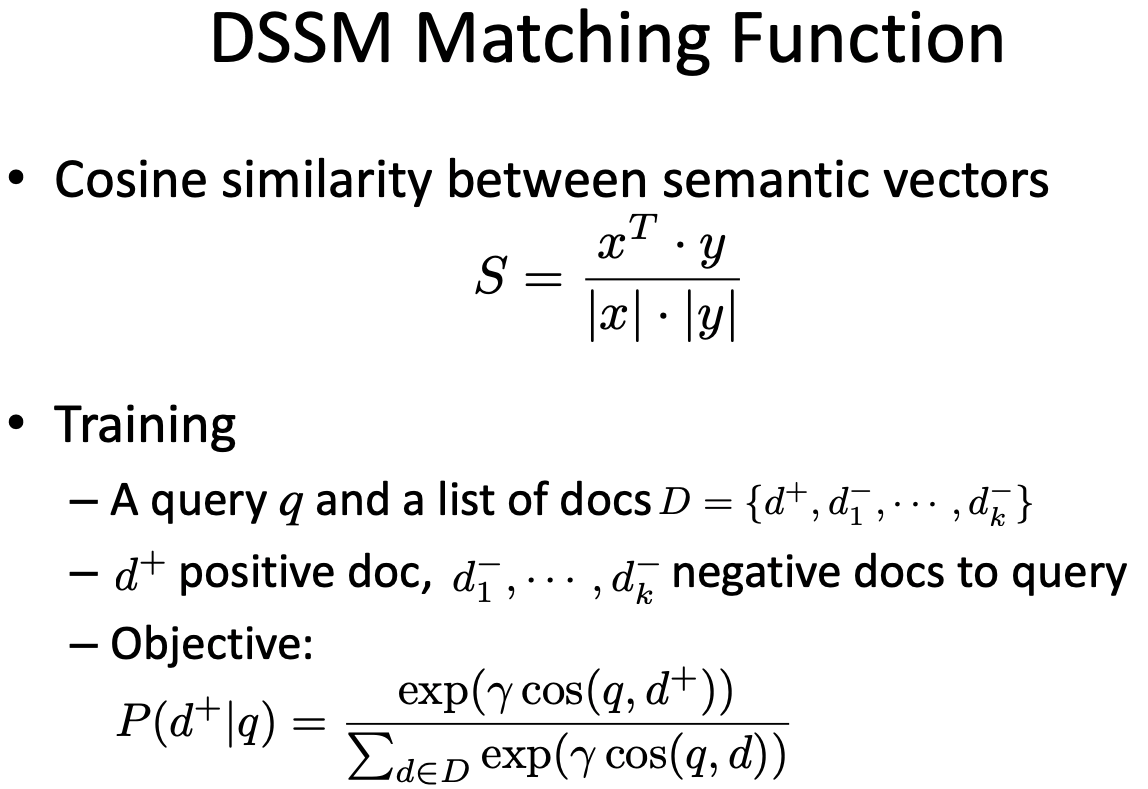 DSSM Matching Function
• Cosine similarity between semantic vectors
$S = \frac{x^T \cdot y}{|x| \cdot |y|}$
• Training
– A query $q$ and a list of docs $D = \{d^+, d_1^-, \cdots, d_k^-\}$
– $d^+$ positive doc, $d_1^-, \cdots, d_k^-$ negative docs to query
– Objective:
$P(d^+|q) = \frac{\exp(\gamma \cos(q, d^+))}{\sum_{d \in D} \exp(\gamma \cos(q, d))}$